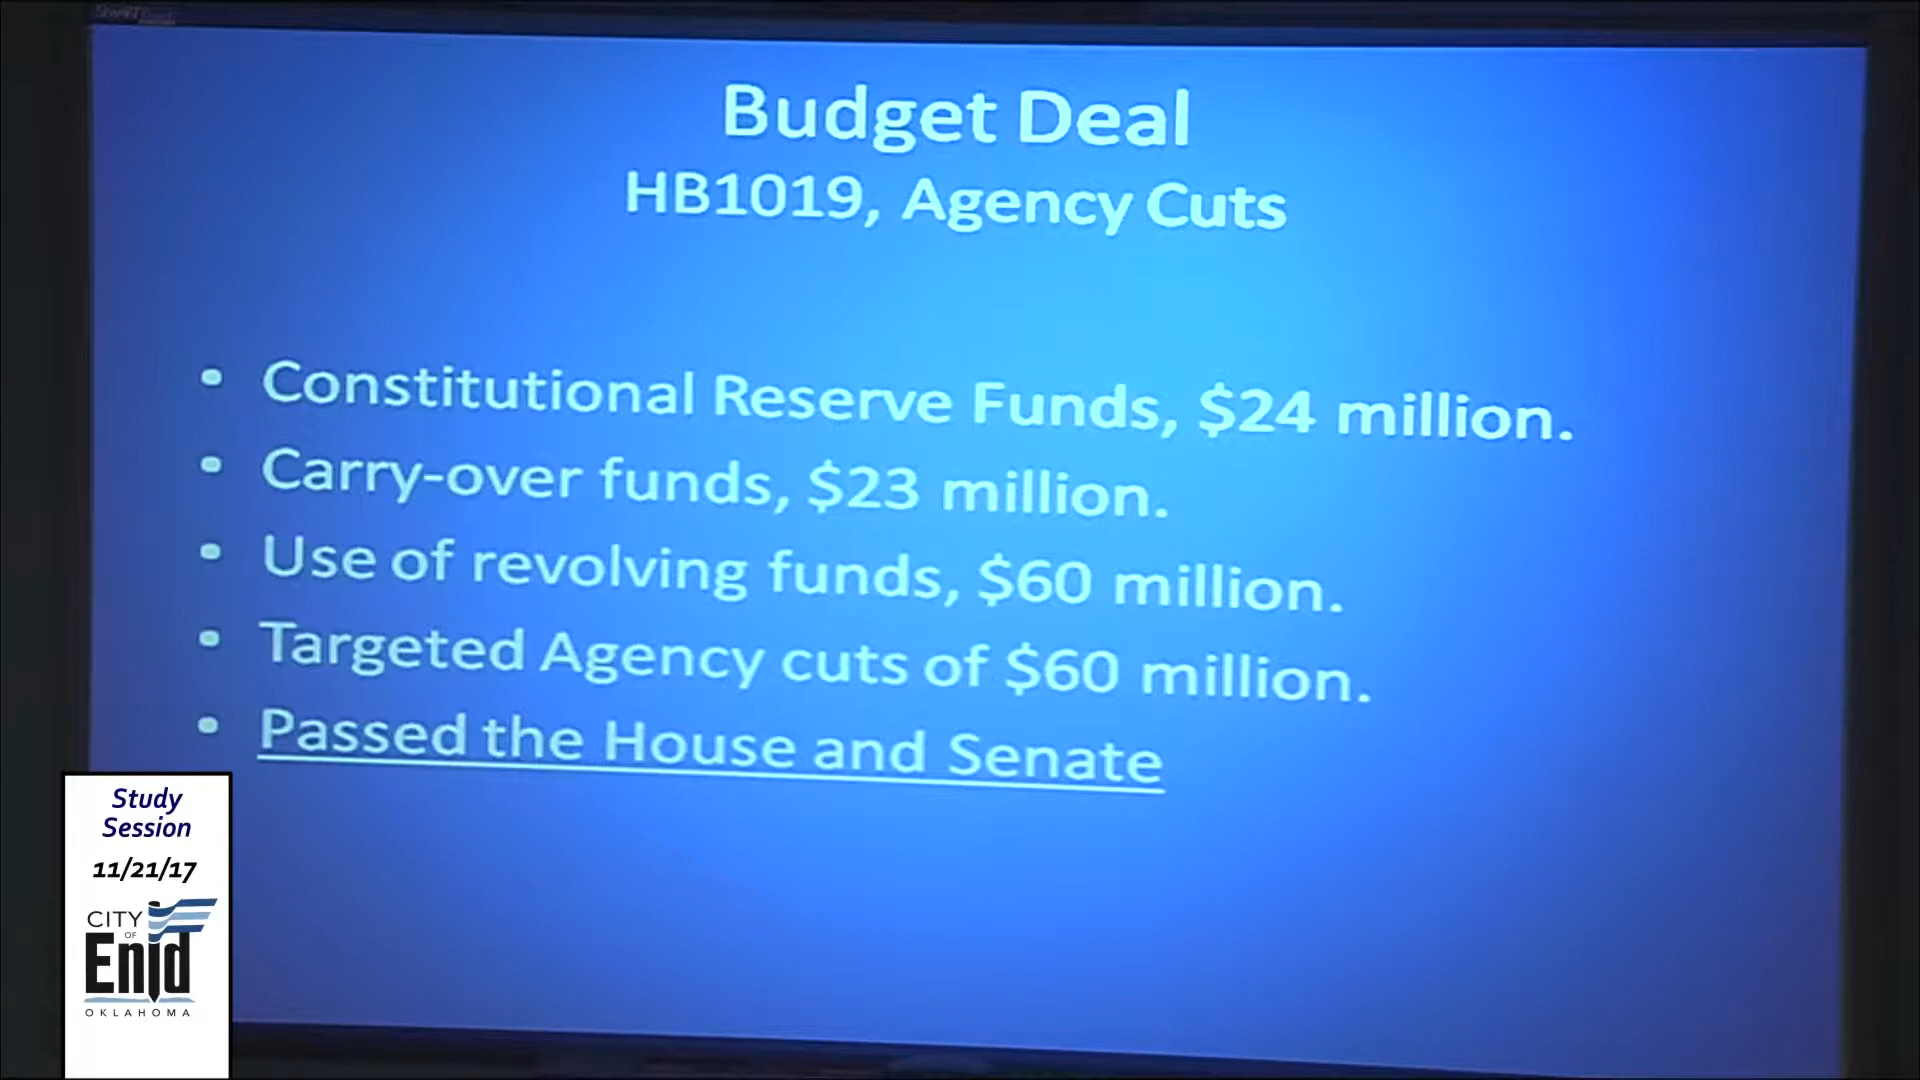 Budget Deal
HB1019, Agency Cuts
• Constitutional Reserve Funds, $24 million.
• Carry-over funds, $23 million.
• Use of revolving funds, $60 million.
• Targeted Agency cuts of $60 million.
• Passed the House and Senate
Study
Session
11/21/17
CITY
OF
Enid
OKLAHOMA